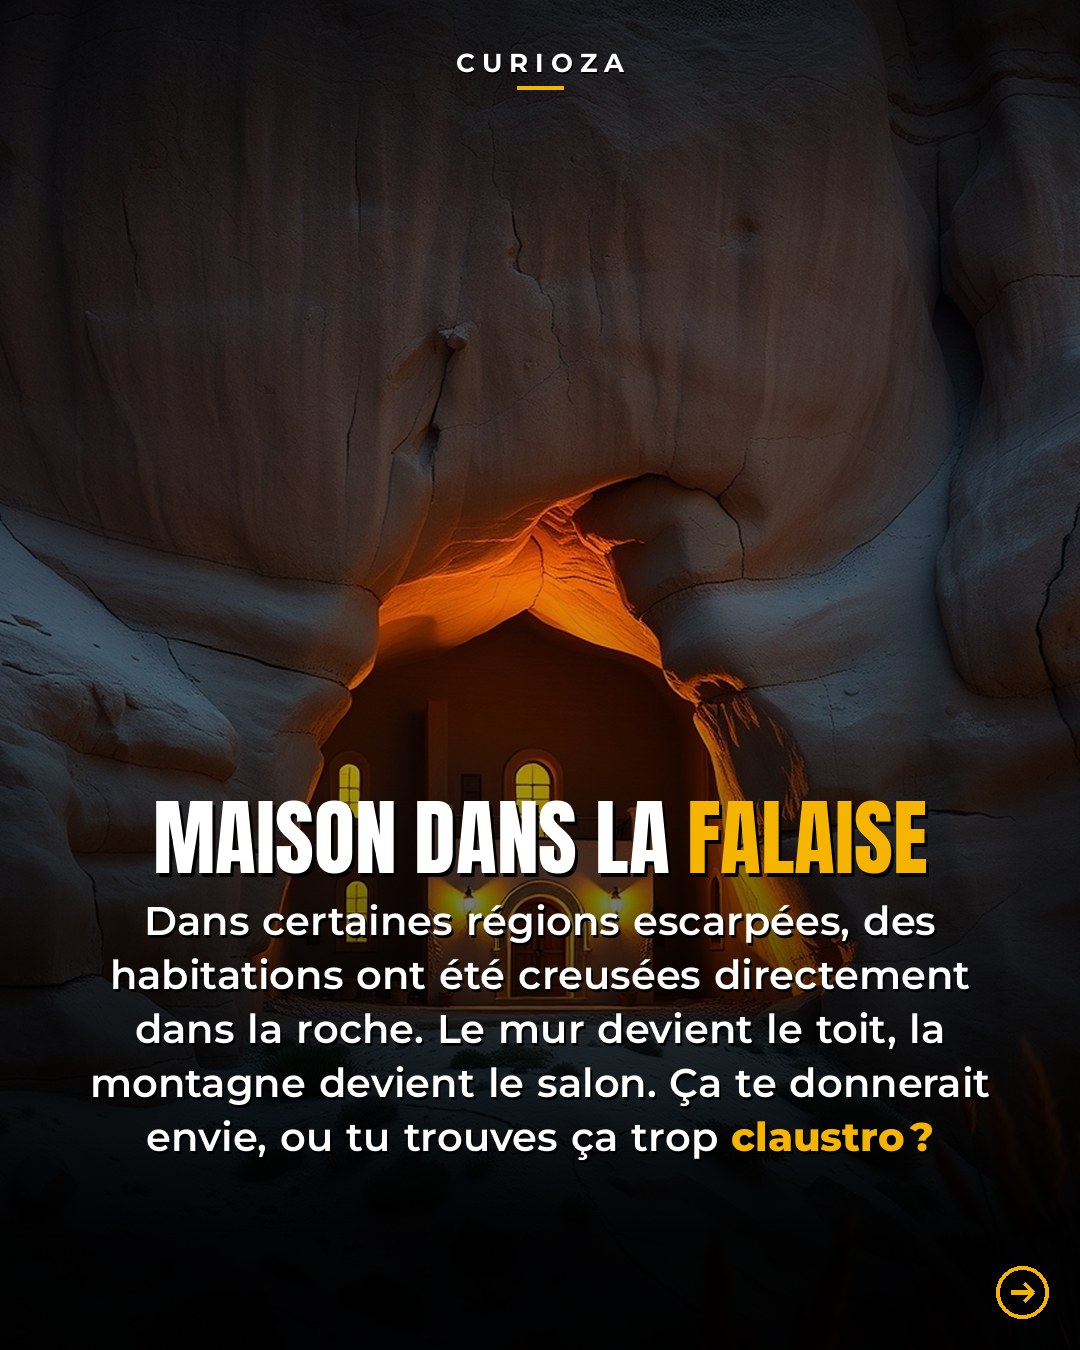 CURIOZA
MAISON DANS LA FALAISE
Dans certaines régions escarpées, des
habitations ont été creusées directement
dans la roche. Le mur devient le toit, la
montagne devient le salon. Ça te donnerait
envie, ou tu trouves ça trop claustro ?